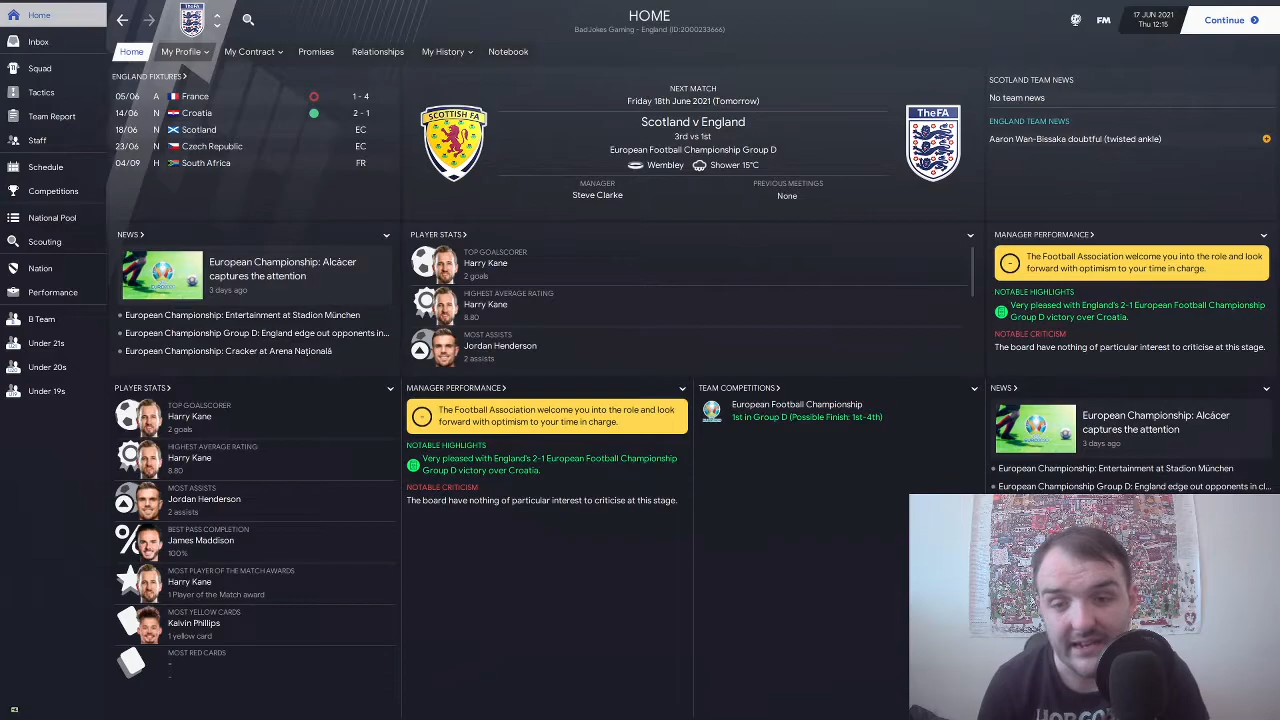 Home
Inbox
Squad
Tactics
Team Report
Staff
Schedule
Competitions
National Pool
Scouting
Nation
Performance
B Team
Under 21s
Under 20s
Under 19s
HOME
BadJokes Gaming - England (ID:2000233666)
FM
17 JUN 2021
Thu 12:15
Continue
Home
My Profile
My Contract
Promises
Relationships
My History
Notebook
ENGLAND FIXTURES
05/06 A France 1 - 4
14/06 N Croatia 2 - 1
18/06 N Scotland EC
23/06 N Czech Republic EC
04/09 H South Africa FR
SCOTTISH FA
NEXT MATCH
Friday 18th June 2021 (Tomorrow)
Scotland v England
3rd vs 1st
European Football Championship
Group D
Wembley Shower 15°C
MANAGER
Steve Clarke
PREVIOUS MEETINGS
None
TheFA
SCOTLAND TEAM NEWS
No team news
ENGLAND TEAM NEWS
Aaron Wan-Bissaka doubtful (twisted ankle)
NEWS
European Championship: Alcácer
captures the attention
3 days ago
European Championship: Entertainment at Stadion München
European Championship Group D: England edge out opponents in...
European Championship: Cracker at Arena Națională
PLAYER STATS
TOP GOALSCORER
Harry Kane
2 goals
HIGHEST AVERAGE RATING
Harry Kane
8.80
MOST ASSISTS
Jordan Henderson
2 assists
MANAGER PERFORMANCE
The Football Association welcome you into the role and look
forward with optimism to your time in charge.
NOTABLE HIGHLIGHTS
Very pleased with England's 2-1 European Football Championship
Group D victory over Croatia.
NOTABLE CRITICISM
The board have nothing of particular interest to criticise at this stage.
PLAYER STATS
TOP GOALSCORER
Harry Kane
2 goals
HIGHEST AVERAGE RATING
Harry Kane
8.80
MOST ASSISTS
Jordan Henderson
2 assists
BEST PASS COMPLETION
James Maddison
100%
MOST PLAYER OF THE MATCH AWARDS
Harry Kane
1 Player of the Match award
MOST YELLOW CARDS
Kalvin Phillips
1 yellow card
MOST RED CARDS
-
-
MANAGER PERFORMANCE
The Football Association welcome you into the role and look
forward with optimism to your time in charge.
NOTABLE HIGHLIGHTS
Very pleased with England's 2-1 European Football Championship
Group D victory over Croatia.
NOTABLE CRITICISM
The board have nothing of particular interest to criticise at this stage.
TEAM COMPETITIONS
European Football Championship
1st in Group D (Possible Finish: 1st-4th)
NEWS
European Championship: Alcácer
captures the attention
3 days ago
European Championship: Entertainment at Stadion München
European Championship Group D: England edge out opponents in cl...